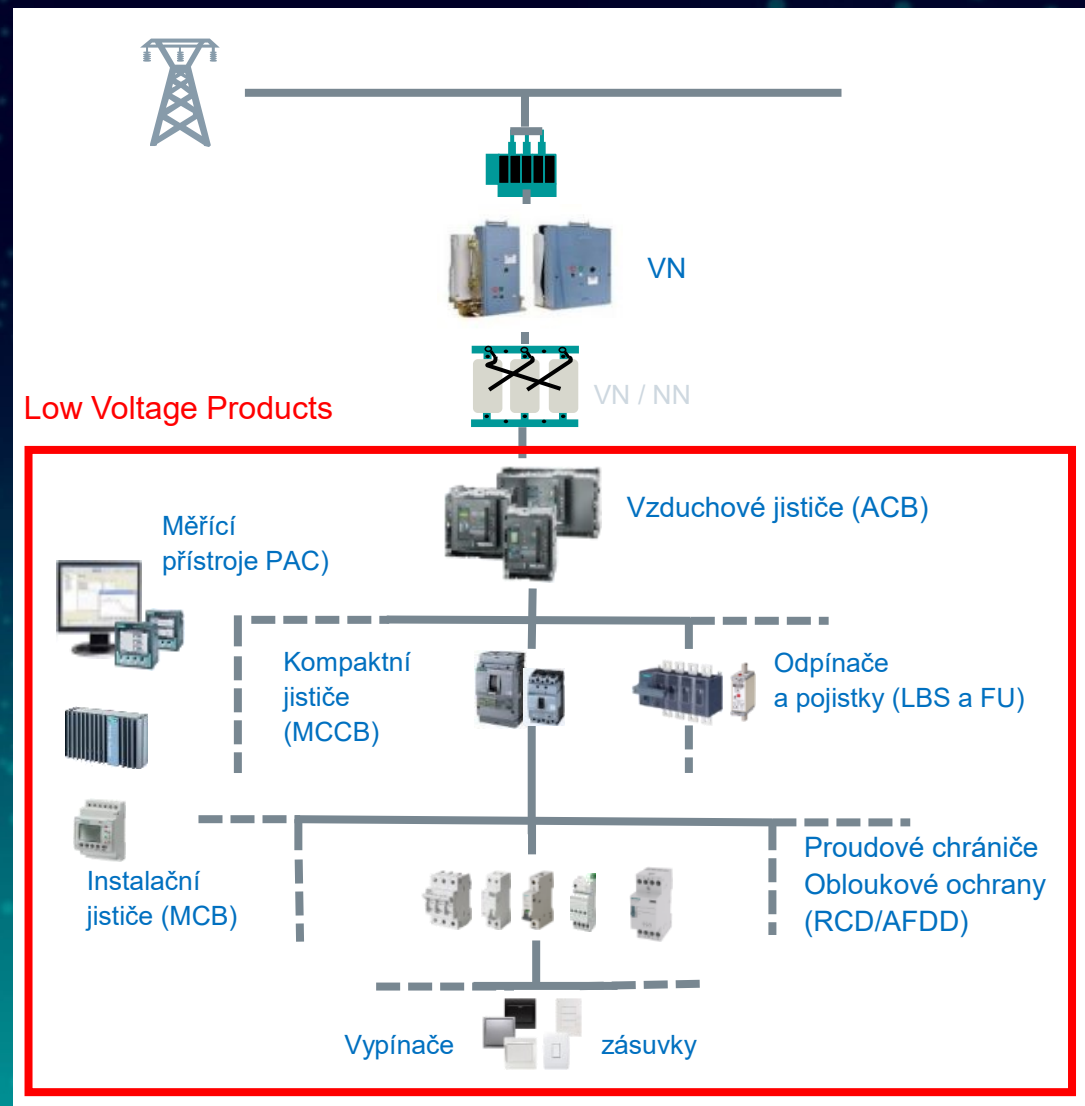 VN
VN / NN
Low Voltage Products
Vzduchové jističe (ACB)
Měřící
přístroje PAC)
Kompaktní
jističe
(MCCB)
Odpínače
a pojistky (LBS a FU)
Instalační
jističe (MCB)
Proudové chrániče
Obloukové ochrany
(RCD/AFDD)
Vypínače
zásuvky